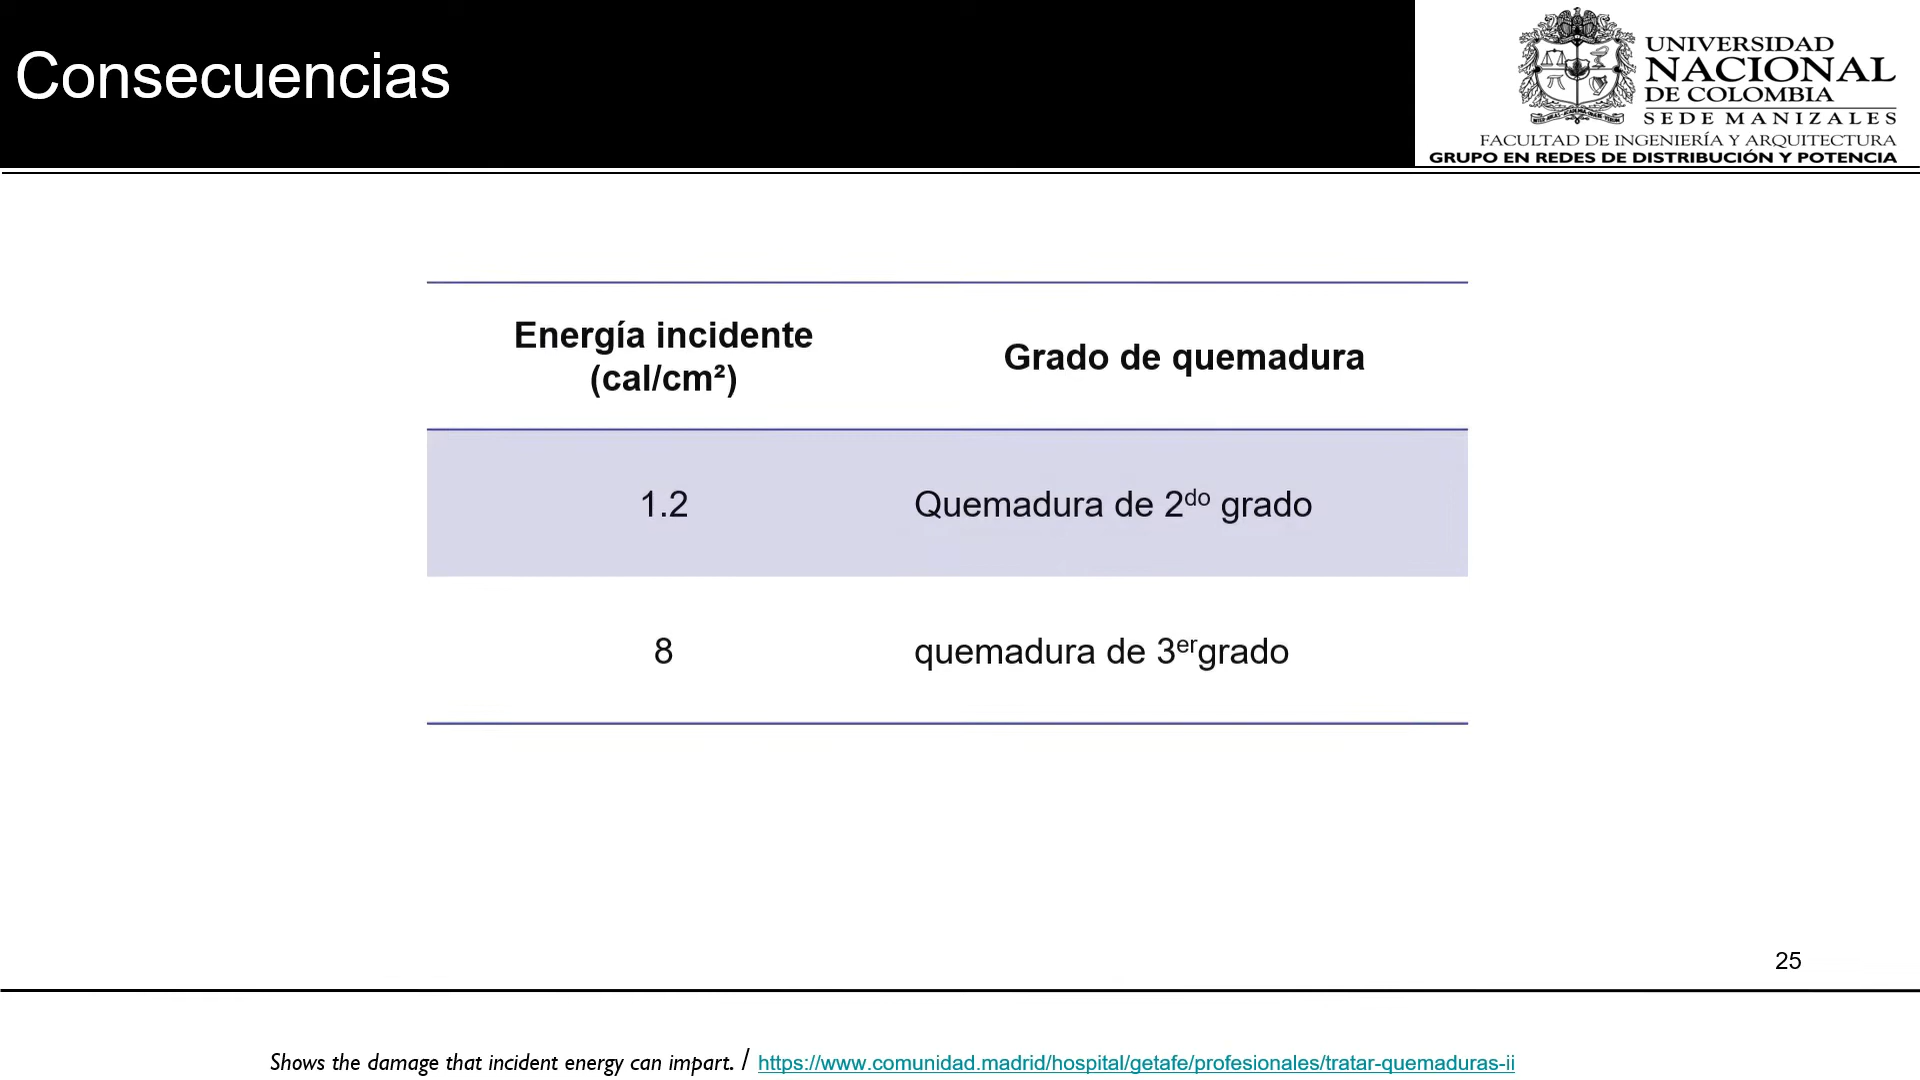 Consecuencias
UNIVERSIDAD
NACIONAL
DE COLOMBIA
SEDE MANIZALES
FACULTAD DE INGENIERÍA Y ARQUITECTURA
GRUPO EN REDES DE DISTRIBUCIÓN Y POTENCIA
Energía incidente
(cal/cm²)
Grado de quemadura
1.2
Quemadura de 2do grado
8
quemadura de 3ergrado
25
Shows the damage that incident energy can impart. / https://www.comunidad.madrid/hospital/getafe/profesionales/tratar-quemaduras-ii